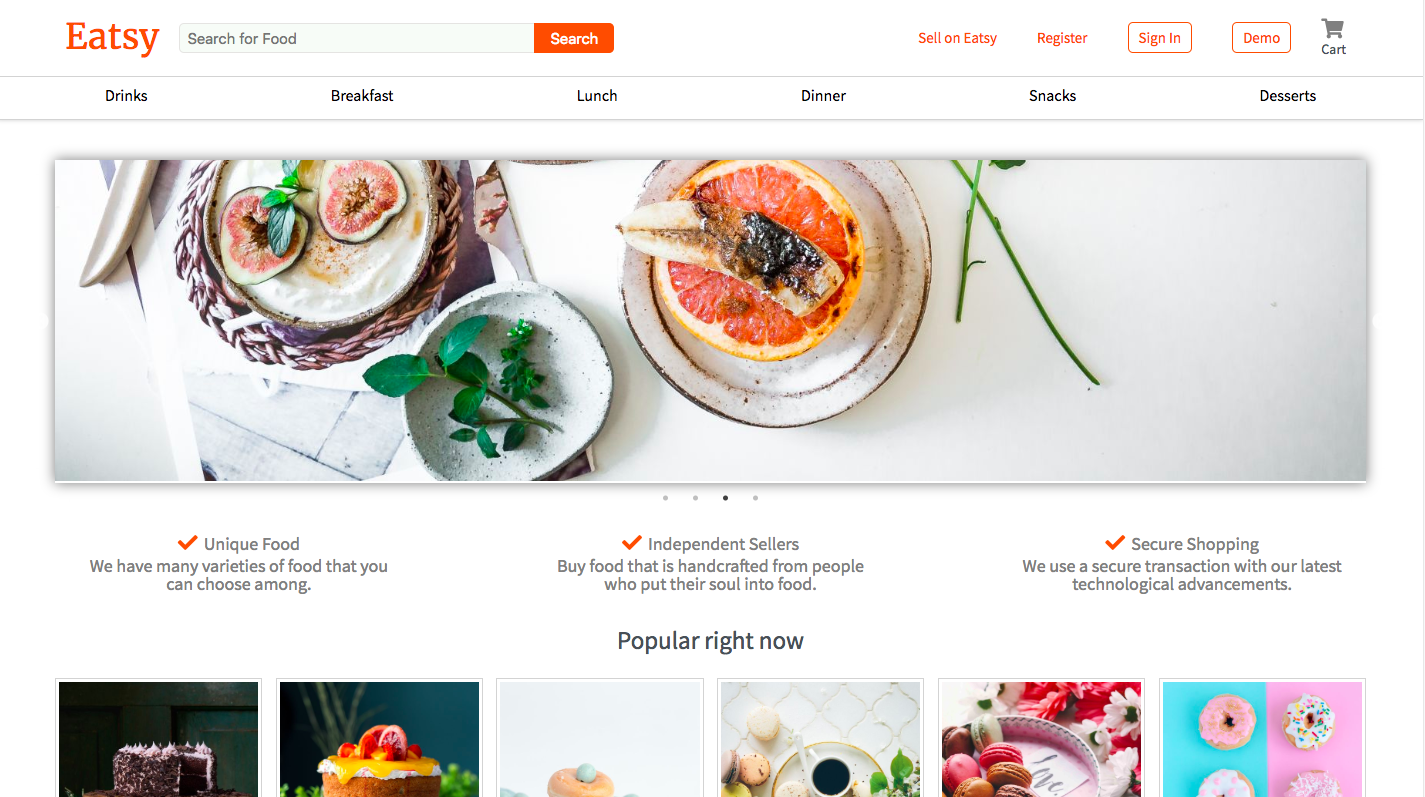 Eatsy
Search for Food
Search
Sell on Eatsy
Register
Sign In
Demo
Cart
Drinks
Breakfast
Lunch
Dinner
Snacks
Desserts
Unique Food
We have many varieties of food that you
can choose among.
Independent Sellers
Buy food that is handcrafted from people
who put their soul into food.
Secure Shopping
We use a secure transaction with our latest
technological advancements.
Popular right now